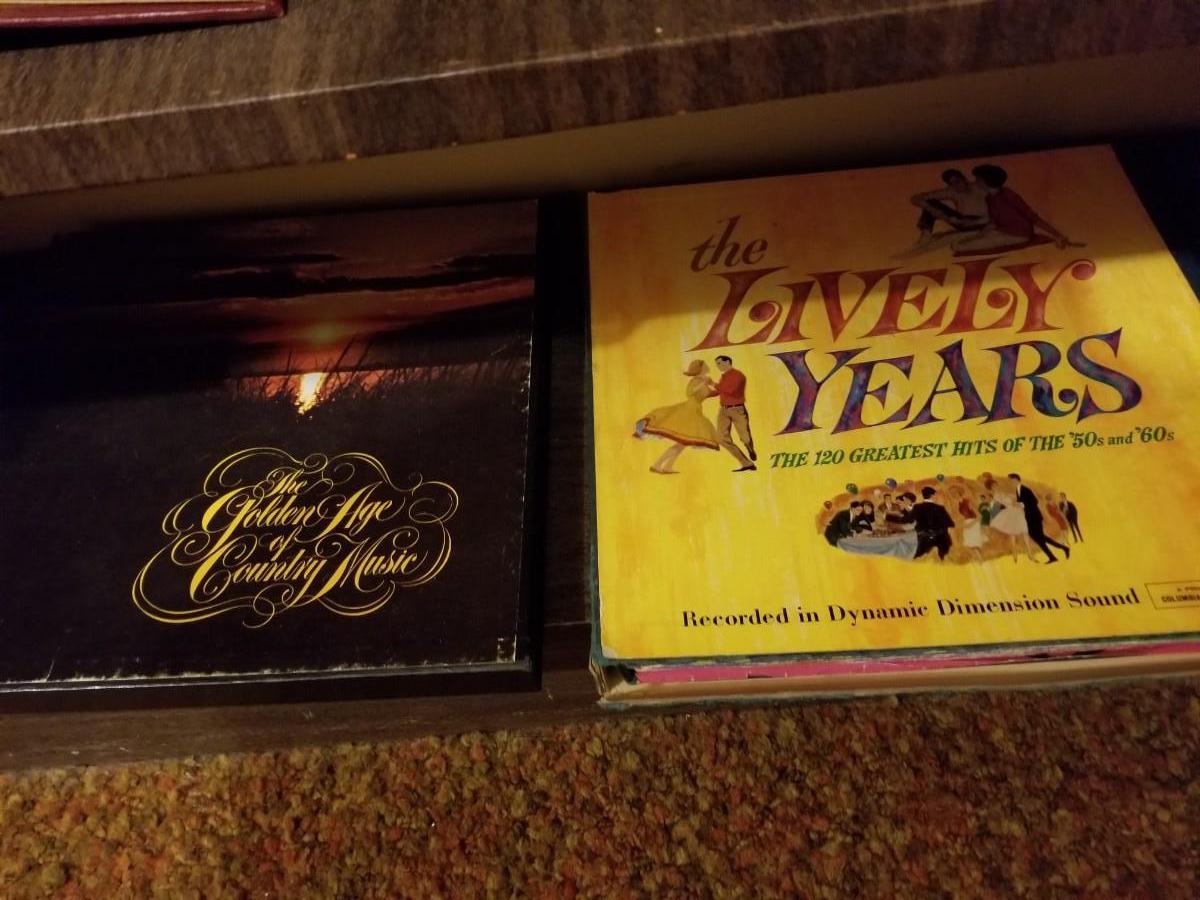 The
Golden Age
of
Country Music
the
LIVELY
YEARS
THE 120 GREATEST HITS OF THE '50s and '60s
Recorded in Dynamic Dimension Sound
COLUMBIA